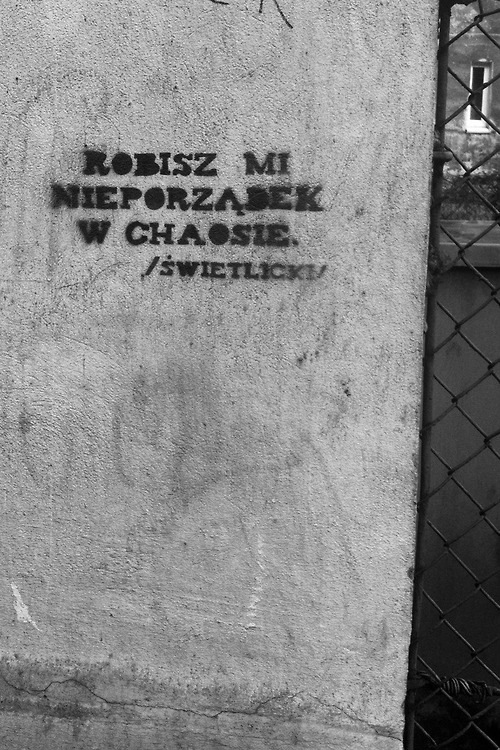 ROBISZ MI
NIEPORZĄDEK
W CHAOSIE.
/ŚWIETLICKI/